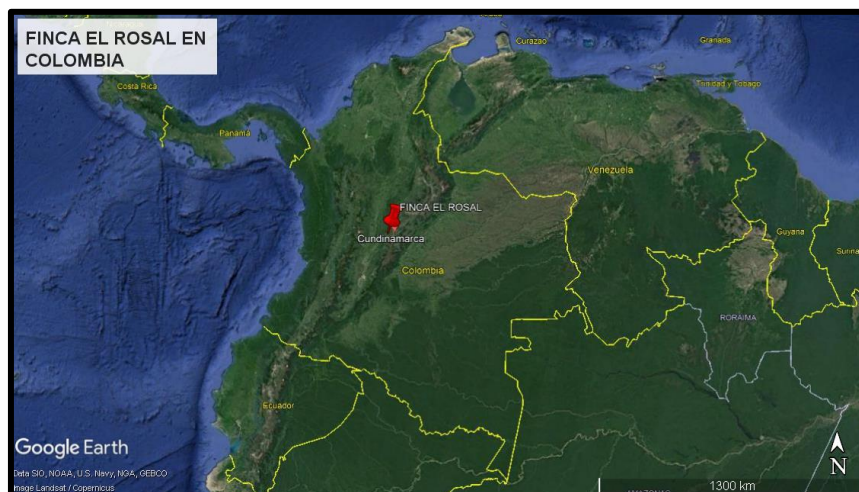 FINCA EL ROSAL EN
COLOMBIA
Curazao
Granada
Costa Rica
Trinidad y Tobago
Panamá
Venezuela
FINCA EL ROSAL
Guyana
Cundinamarca
Surina
Colombia
RORAIMA
Ecuador
Google Earth
N
Data SIO, NOAA, U.S. Navy, NGA, GEBCO
1300 km
Image Landsat / Copernicus